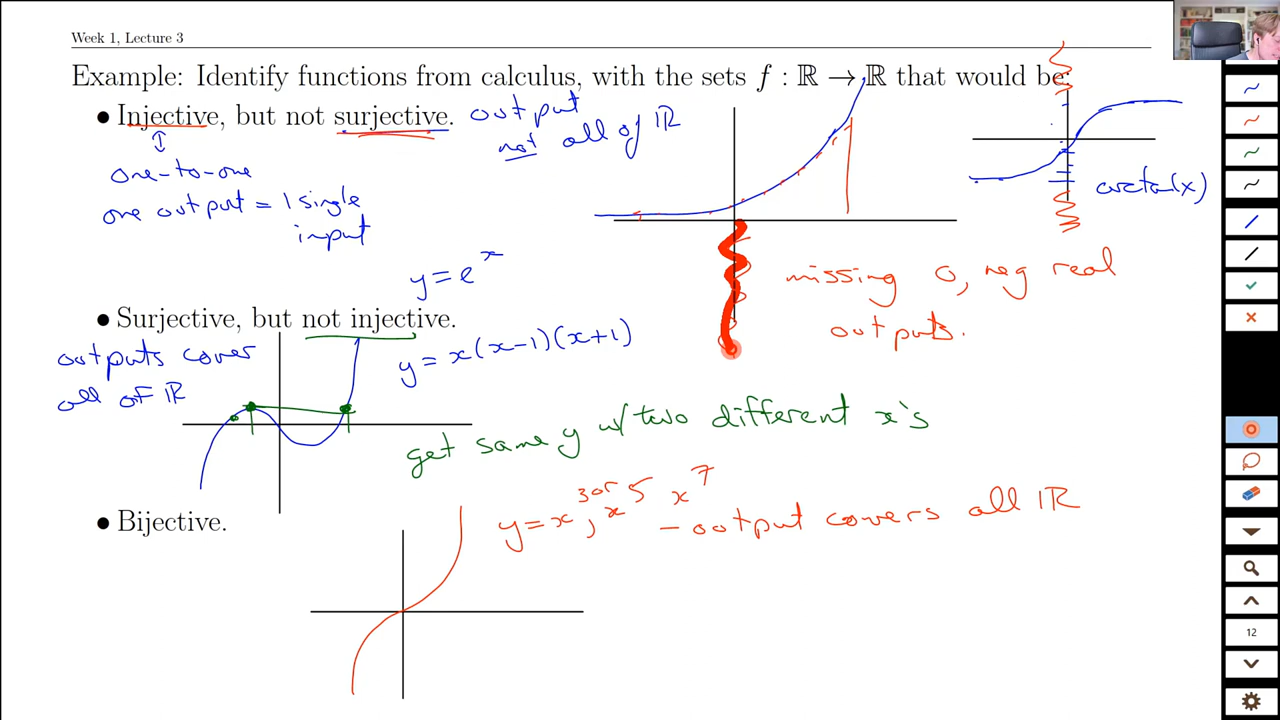 Week 1, Lecture 3
Example: Identify functions from calculus, with the sets f : ℝ → ℝ that would be:
• Injective, but not surjective.
output
not all of ℝ
one-to-one
one output = 1 single
input
y = e^x
arctan(x)
missing 0, neg real
outputs.
• Surjective, but not injective.
outputs cover
all of ℝ
y = x(x-1)(x+1)
get same y w/ two different x's
• Bijective.
y = x^3 or, x^5 x^7
- output covers all ℝ
12